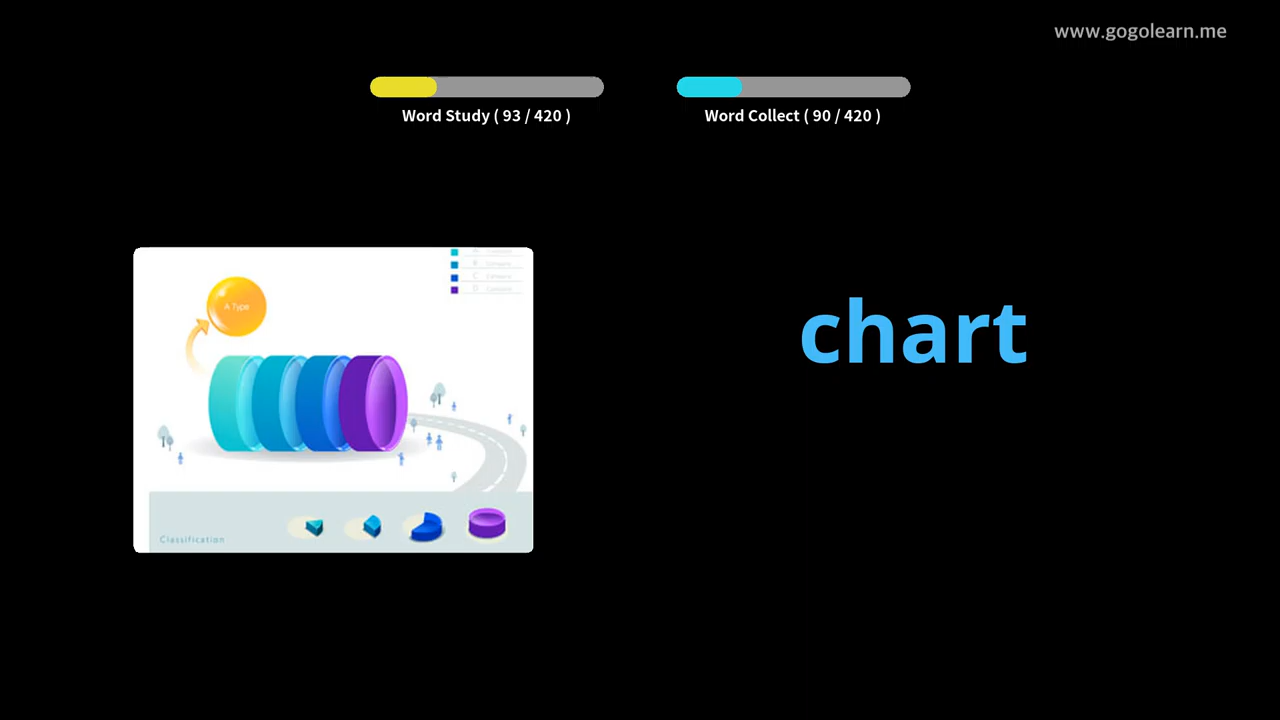 www.gogolearn.me
Word Study ( 93 / 420 )
Word Collect ( 90 / 420 )
chart
A Type
B
C
D
Classification